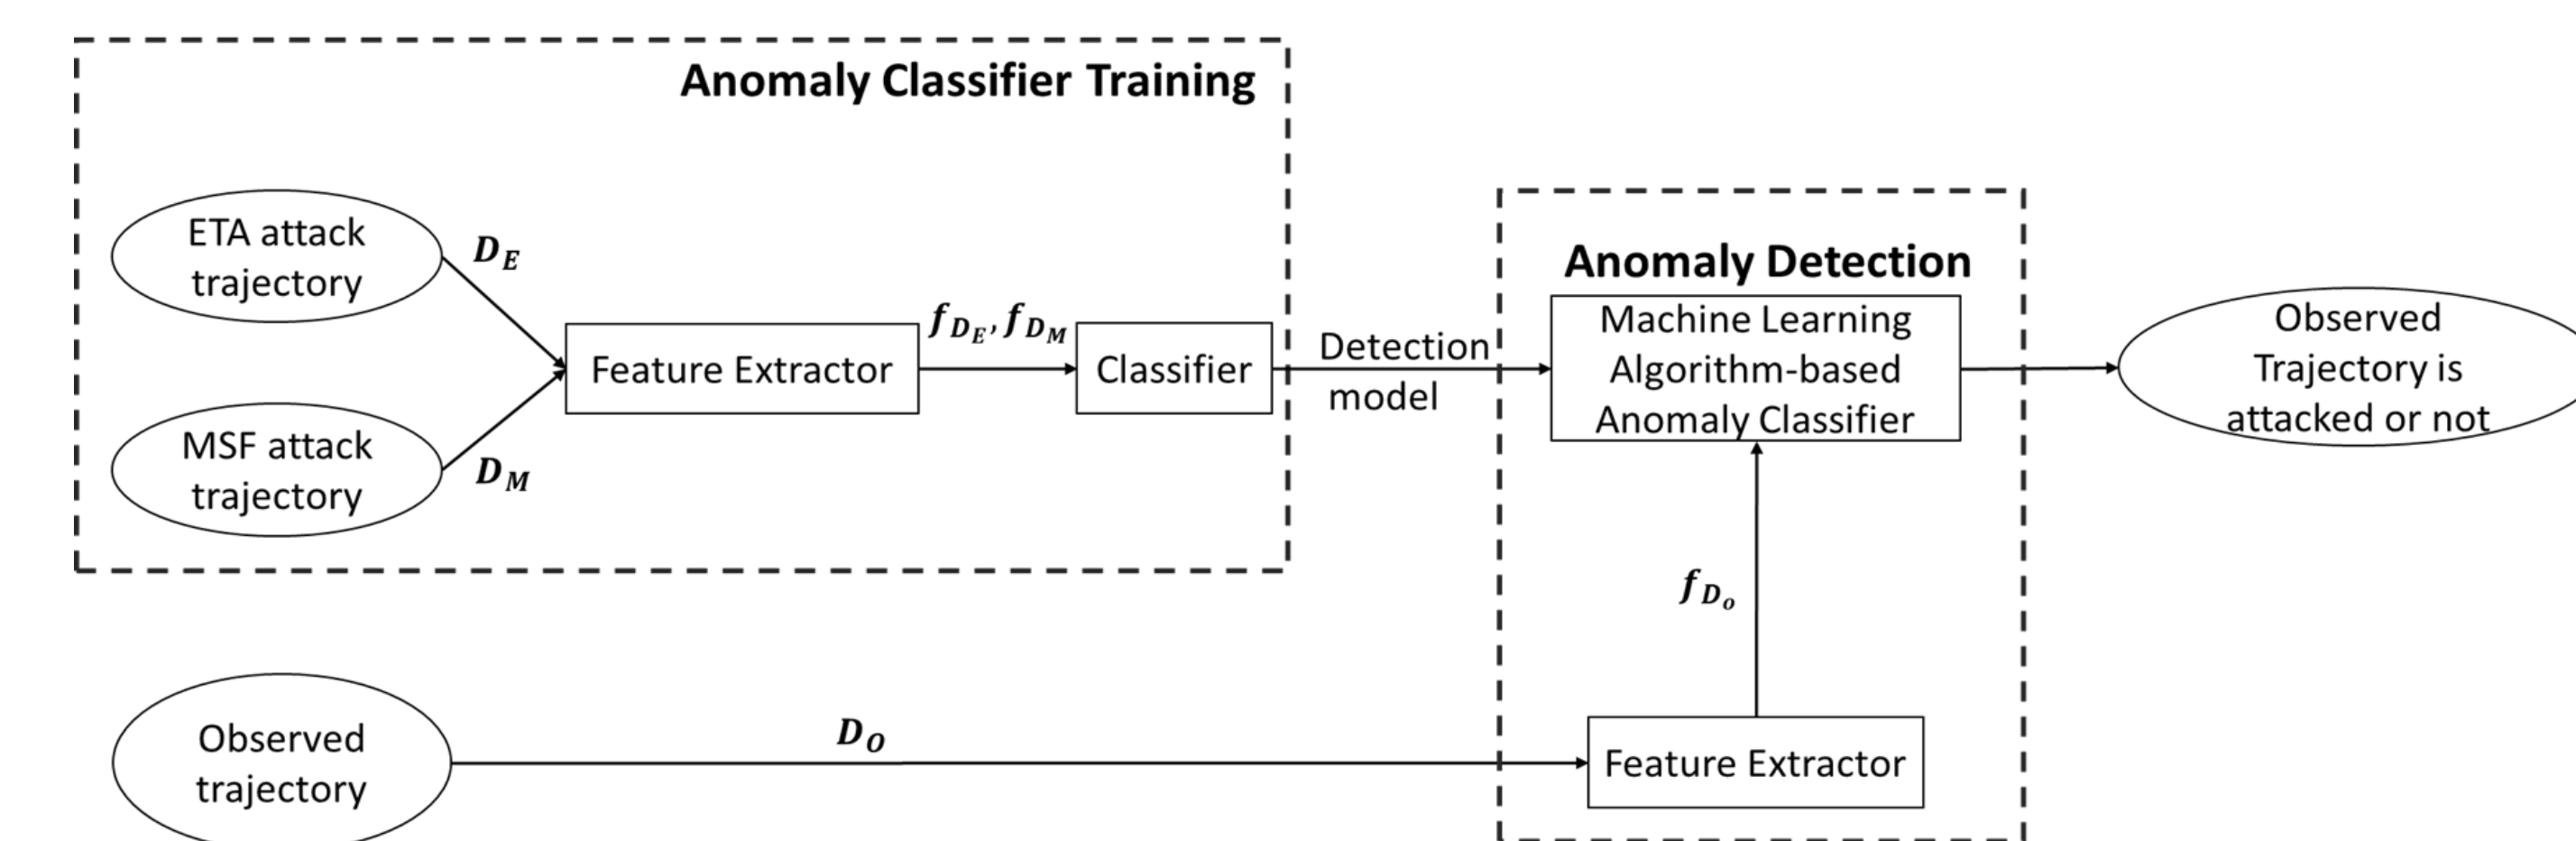 Anomaly Classifier Training
ETA attack
trajectory
D_E
MSF attack
trajectory
D_M
Feature Extractor
f_{D_E}, f_{D_M}
Classifier
Detection
model
Anomaly Detection
Machine Learning
Algorithm-based
Anomaly Classifier
Observed
Trajectory is
attacked or not
f_{D_o}
Observed
trajectory
D_O
Feature Extractor